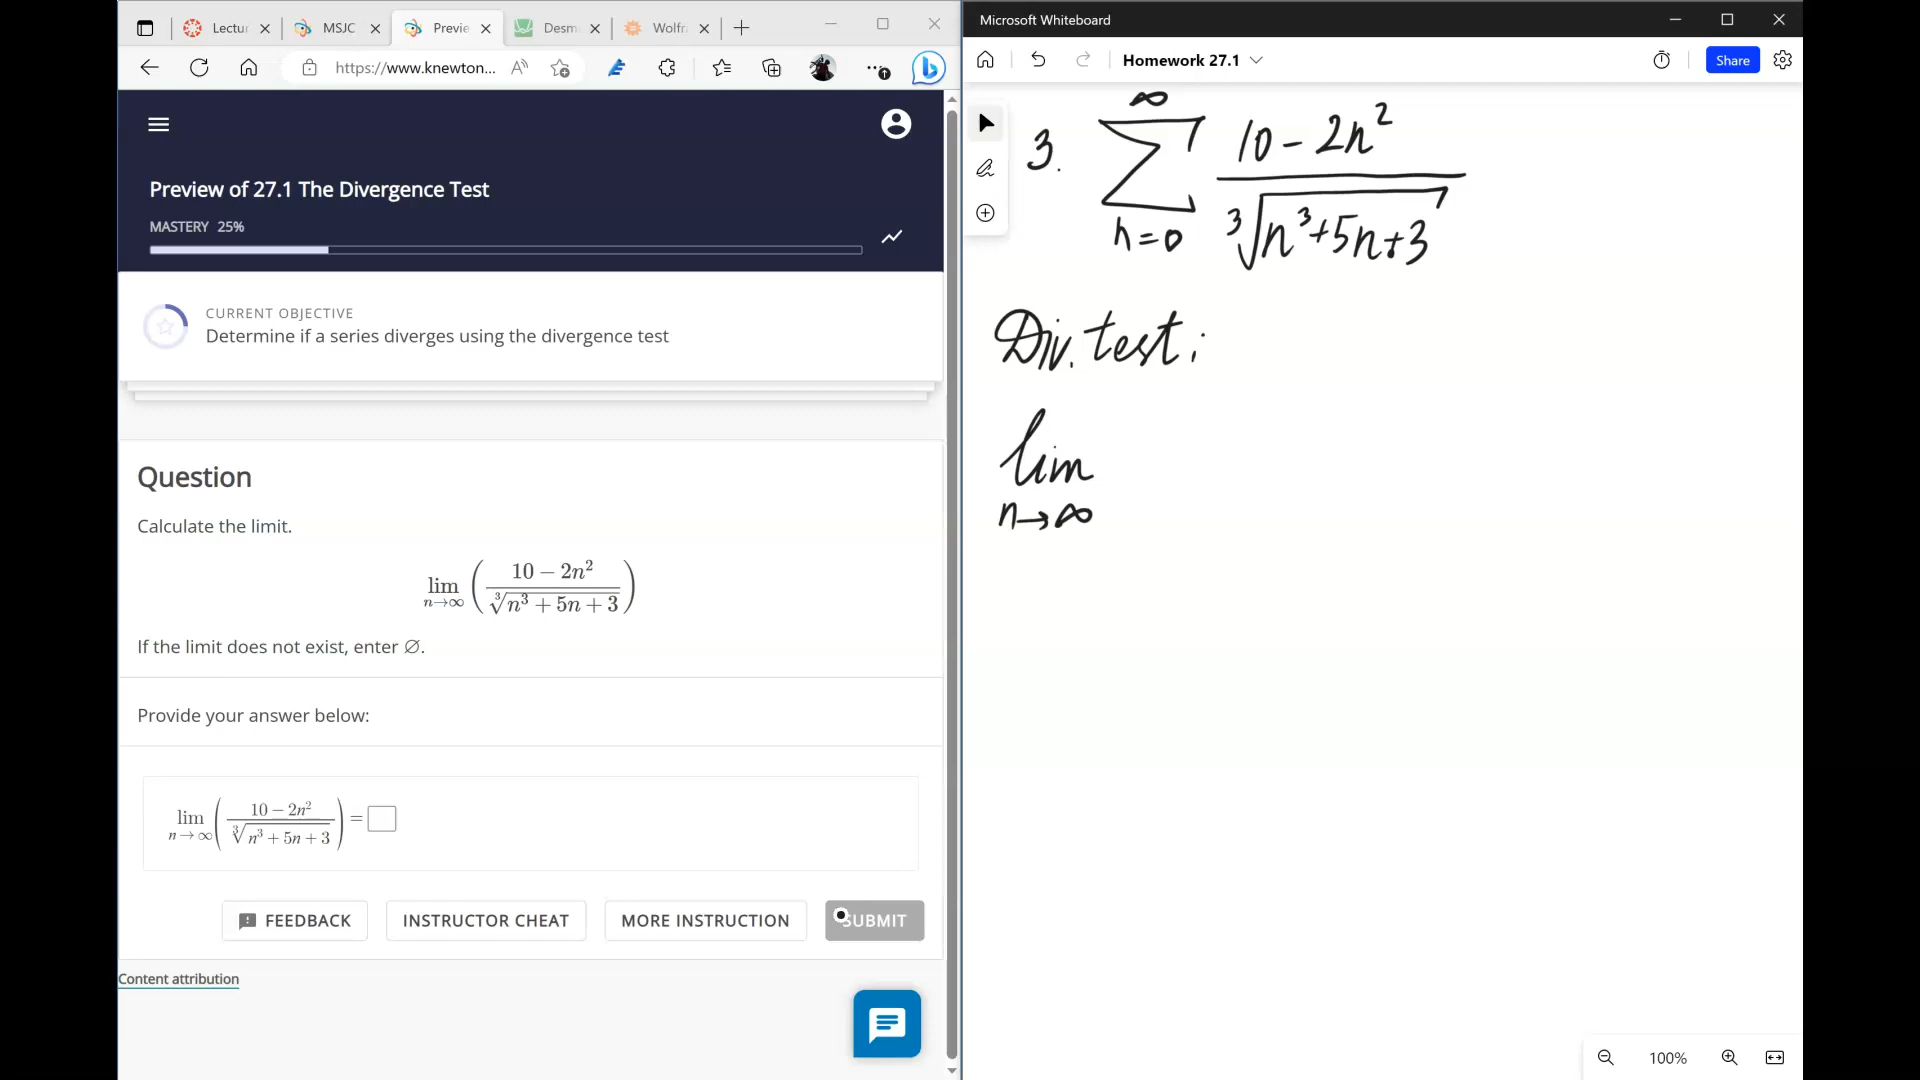 Lectur
MSJC
Previe
Desm
Wolfr
https://www.knewton...
Preview of 27.1 The Divergence Test
MASTERY 25%
CURRENT OBJECTIVE
Determine if a series diverges using the divergence test
Question
Calculate the limit.
lim n→∞ ( 10 − 2n² / ∛(n³ + 5n + 3) )
If the limit does not exist, enter ∅.
Provide your answer below:
lim n → ∞ ( 10 − 2n² / ∛(n³ + 5n + 3) ) =
FEEDBACK
INSTRUCTOR CHEAT
MORE INSTRUCTION
SUBMIT
Content attribution
Microsoft Whiteboard
Homework 27.1
Share
3. ∑ n=0 ∞ 10 - 2n² / ∛(n³+5n+3)
Div. test:
lim
n→∞
100%